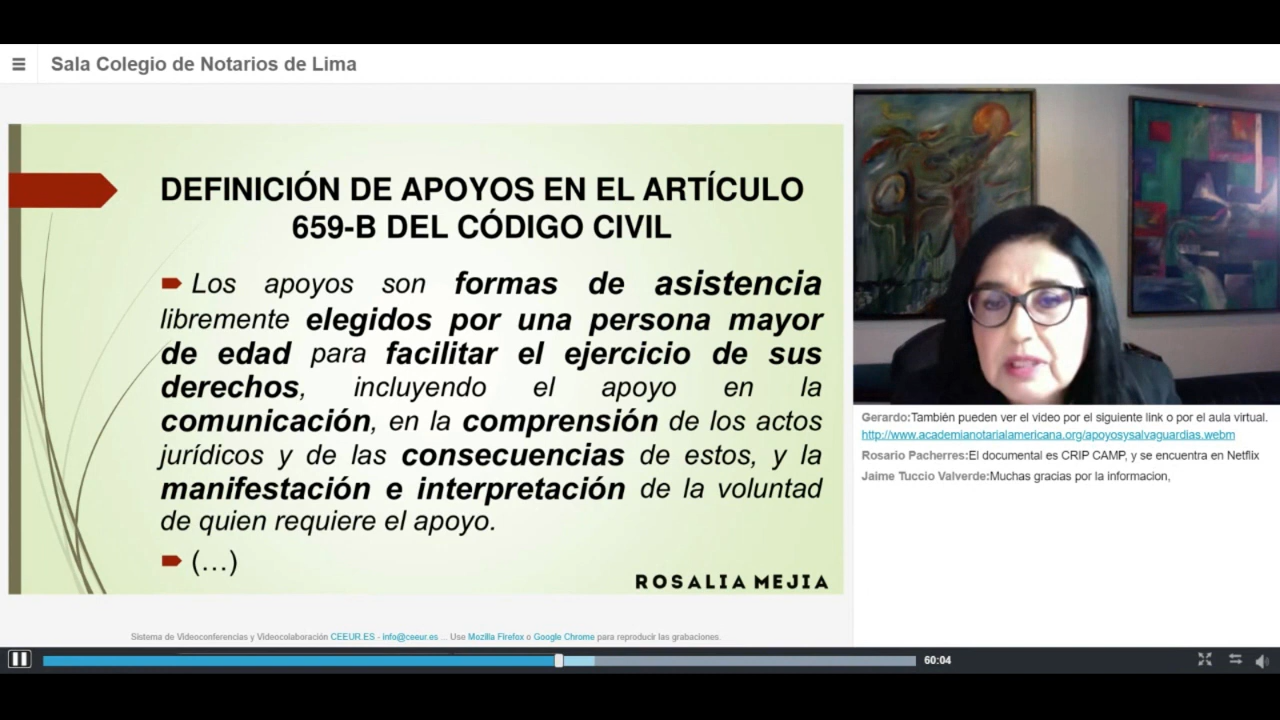 Sala Colegio de Notarios de Lima
DEFINICIÓN DE APOYOS EN EL ARTÍCULO
659-B DEL CÓDIGO CIVIL
Los apoyos son formas de asistencia
libremente elegidos por una persona mayor
de edad para facilitar el ejercicio de sus
derechos, incluyendo el apoyo en la
comunicación, en la comprensión de los actos
jurídicos y de las consecuencias de estos, y la
manifestación e interpretación de la voluntad
de quien requiere el apoyo.
(…)
ROSALIA MEJIA
Gerardo:También pueden ver el video por el siguiente link o por el aula virtual.
http://www.academianotarialamericana.org/apoyosysalvaguardias.webm
Rosario Pacherres:El documental es CRIP CAMP, y se encuentra en Netflix
Jaime Tuccio Valverde:Muchas gracias por la informacion,
Sistema de Videoconferencias y Videocolaboración CEEUR.ES - info@ceeur.es ... Use Mozilla Firefox o Google Chrome para reproducir las grabaciones.
60:04